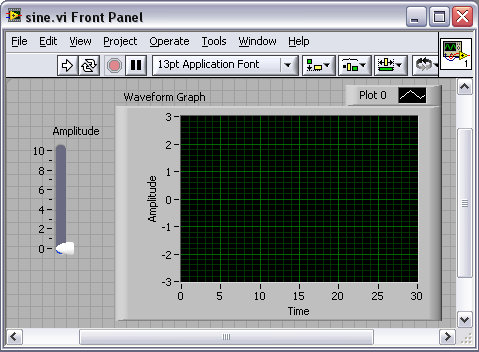 sine.vi Front Panel
File Edit View Project Operate Tools Window Help
13pt Application Font
1
Waveform Graph
Plot 0
Amplitude
10
8
6
4
2
0
Amplitude
3
2
1
0
-1
-2
-3
0 5 10 15 20 25 30
Time